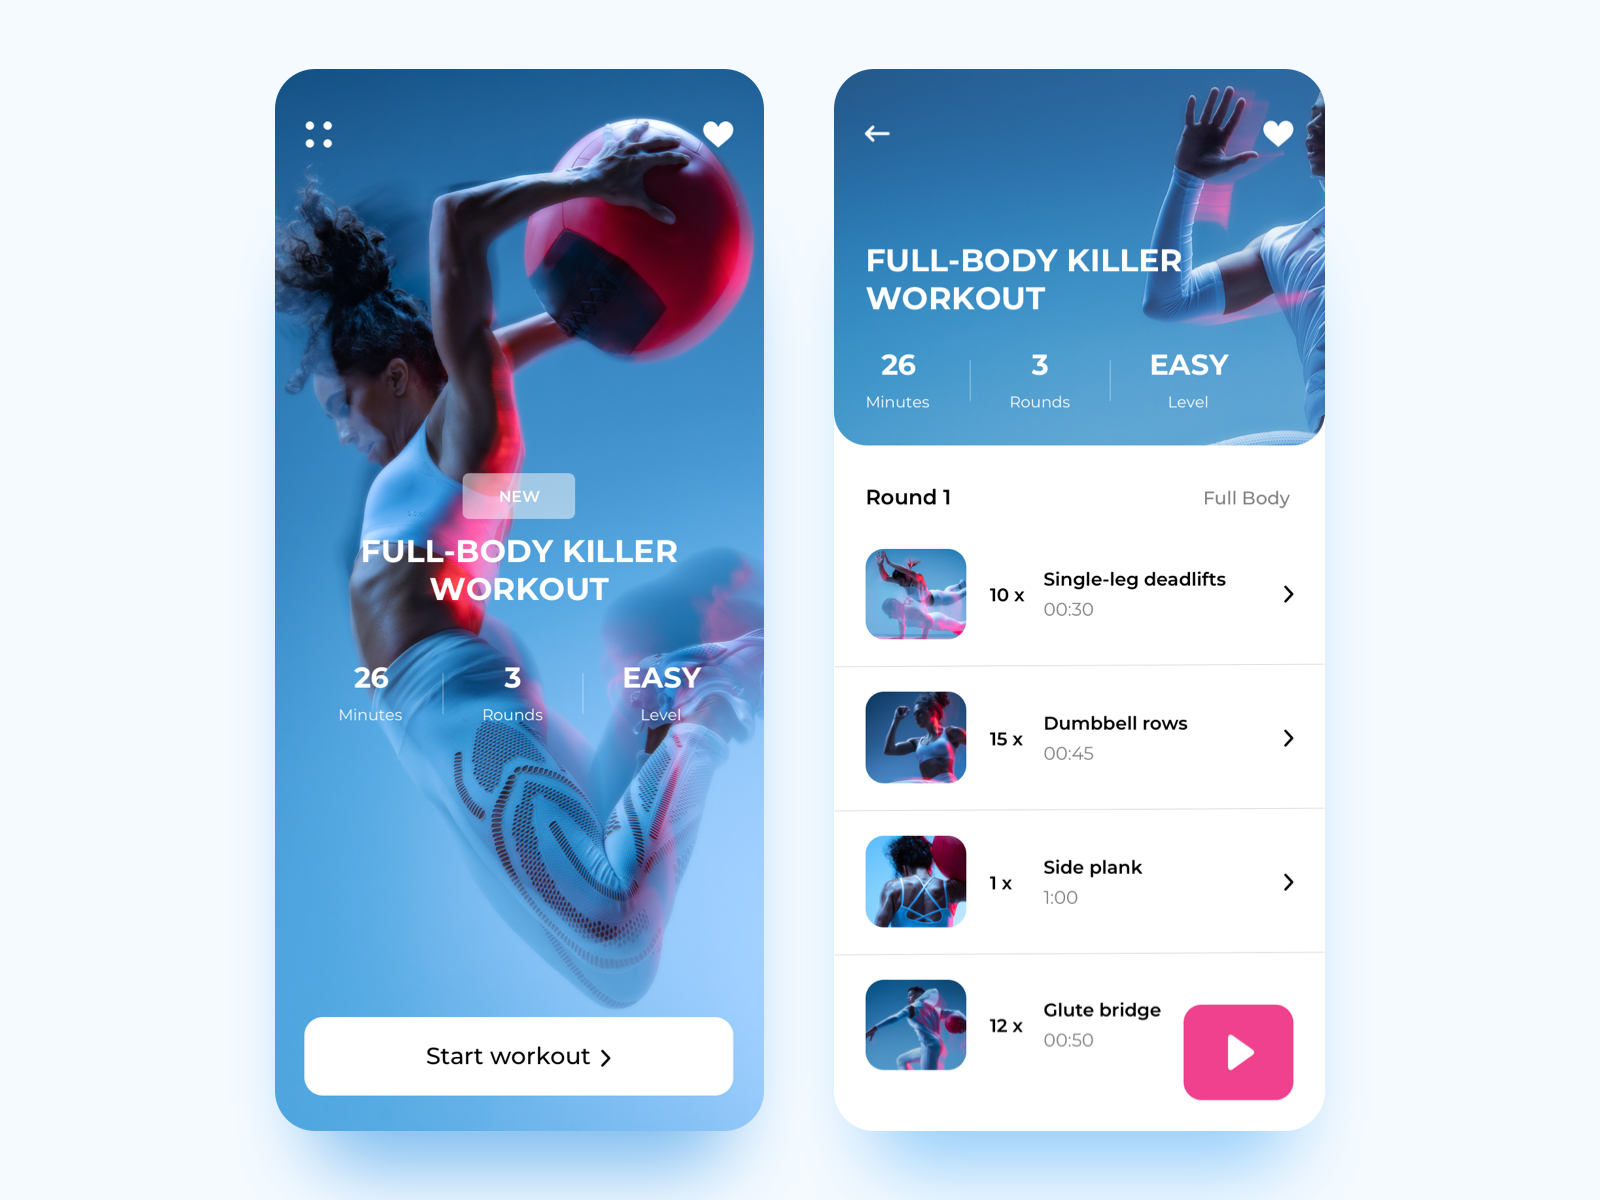 NEW
FULL-BODY KILLER
WORKOUT
26
Minutes
3
Rounds
EASY
Level
Start workout
FULL-BODY KILLER
WORKOUT
26
Minutes
3
Rounds
EASY
Level
Round 1
Full Body
10 x
Single-leg deadlifts
00:30
15 x
Dumbbell rows
00:45
1 x
Side plank
1:00
12 x
Glute bridge
00:50